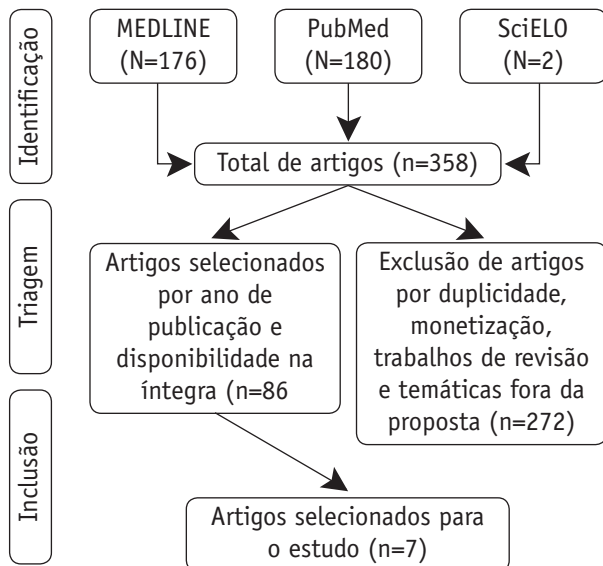 Identificação
MEDLINE
(N=176)
PubMed
(N=180)
SciELO
(N=2)
Total de artigos (n=358)
Triagem
Artigos selecionados
por ano de
publicação e
disponibilidade na
íntegra (n=86
Exclusão de artigos
por duplicidade,
monetização,
trabalhos de revisão
e temáticas fora da
proposta (n=272)
Inclusão
Artigos selecionados para
o estudo (n=7)